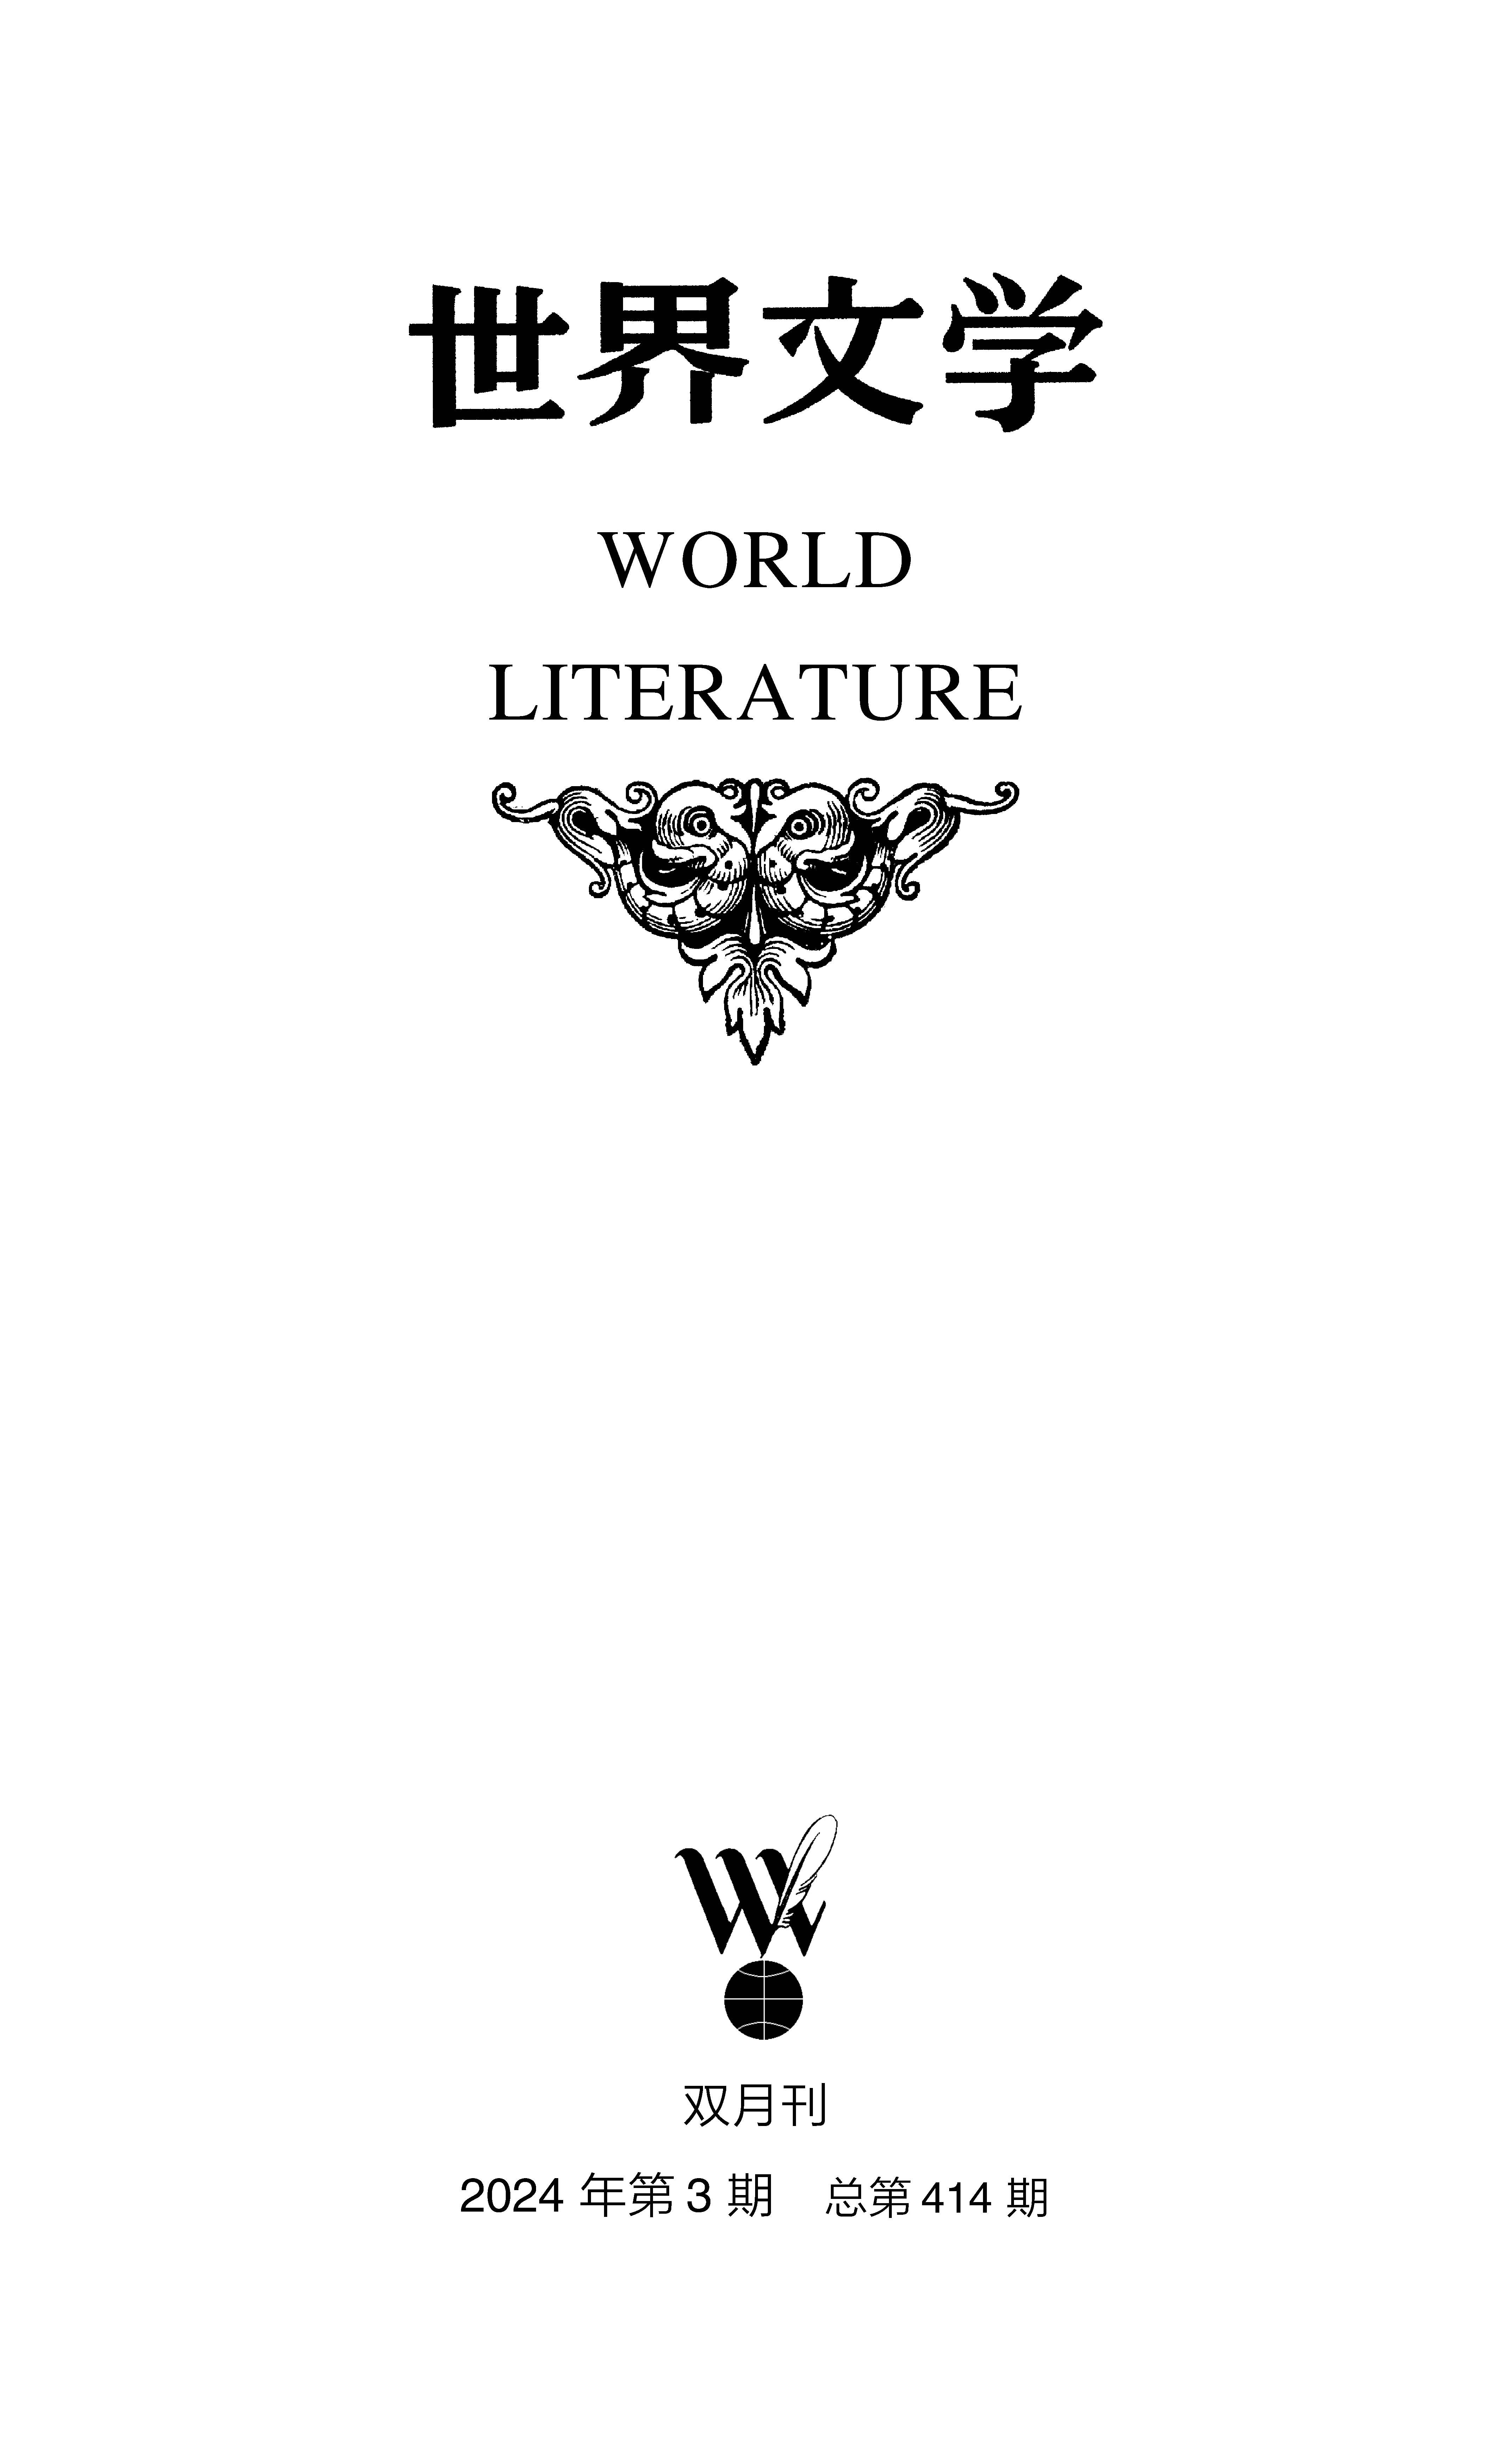 世界文学
WORLD
LITERATURE
W
双月刊
2024 年第 3 期 总第 414 期